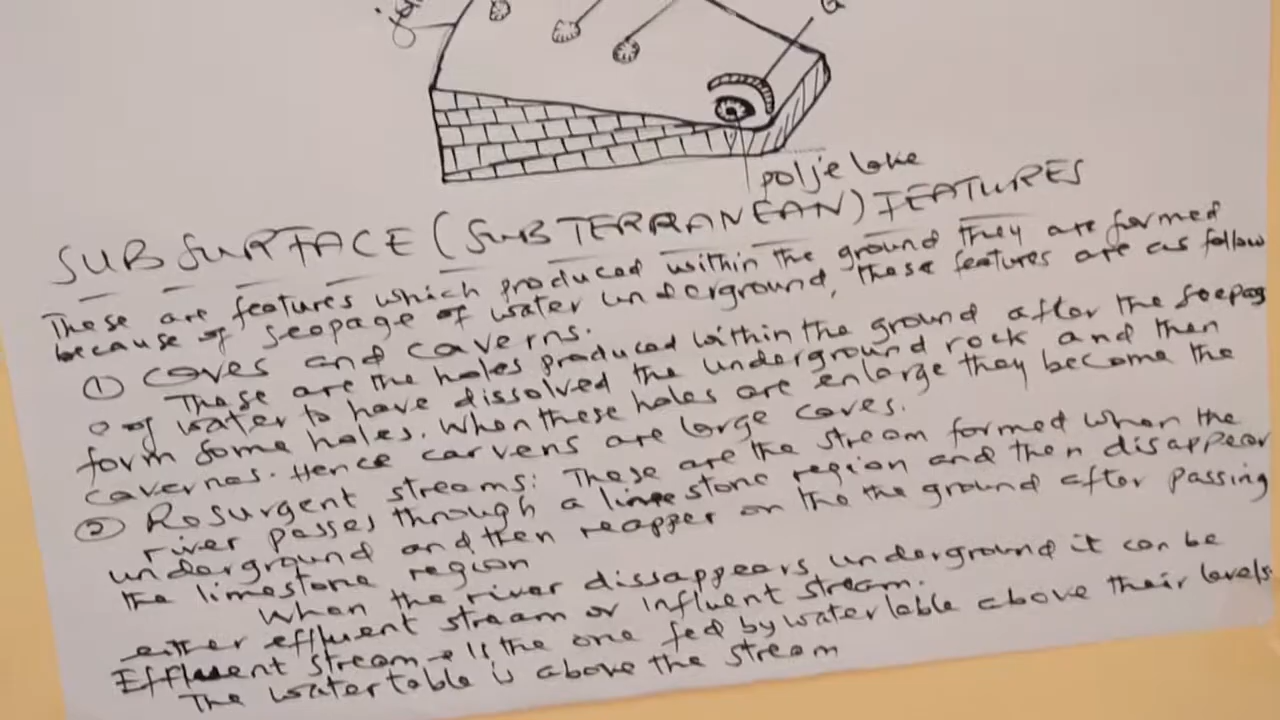 polje lake
SUBSURFACE (SUBTERRANEAN) FEATURES
These are features which produced within the ground they are formed
because of seepage of water underground, these features are as follow
① Caves and caverns.
These are the holes produced within the ground after the seepag
o of water to have dissolved the underground rock and then
form some holes. When these holes are enlarge they become the
cavernes. Hence carvens are large caves.
② Resurgent streams: These are the stream formed when the
river passes through a limestone region and then disappear
underground and then reapper on the the ground after passing
the limestone region
When the river dissappears underground it can be
either effluent stream or influent stream.
Effluent stream → Is the one fed by water table above their levels.
The watertable is above the stream